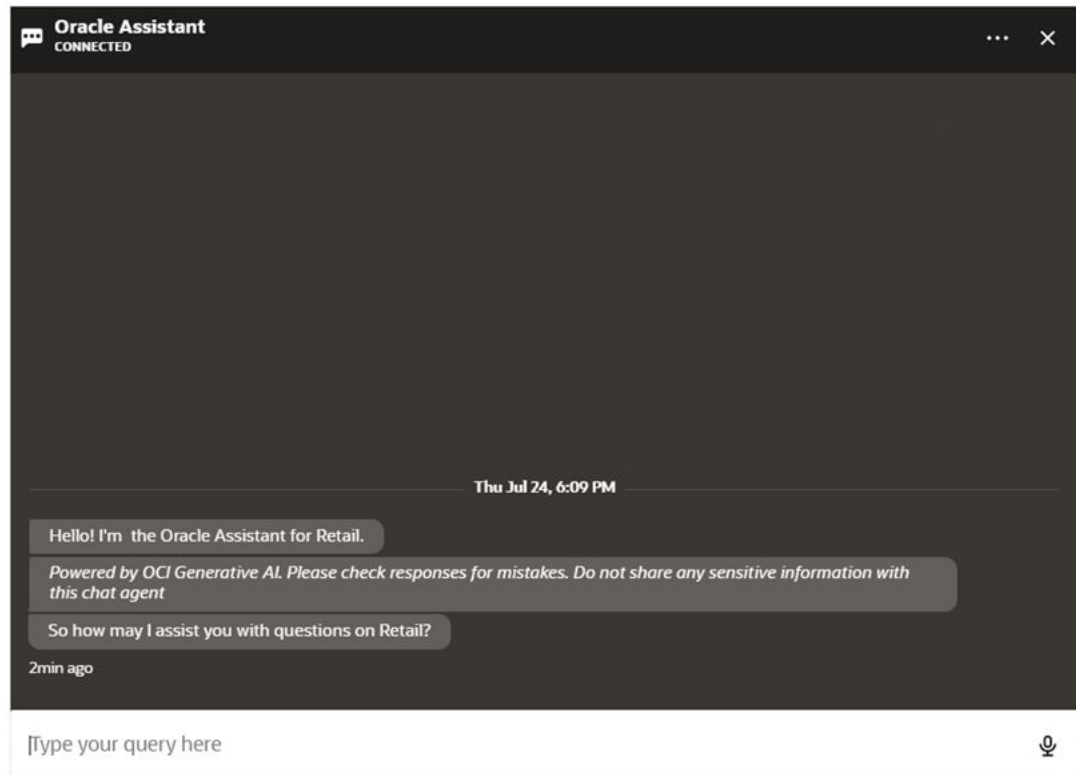 Oracle Assistant
CONNECTED
Thu Jul 24, 6:09 PM
Hello! I'm the Oracle Assistant for Retail.
Powered by OCI Generative AI. Please check responses for mistakes. Do not share any sensitive information with
this chat agent
So how may I assist you with questions on Retail?
2min ago
Type your query here